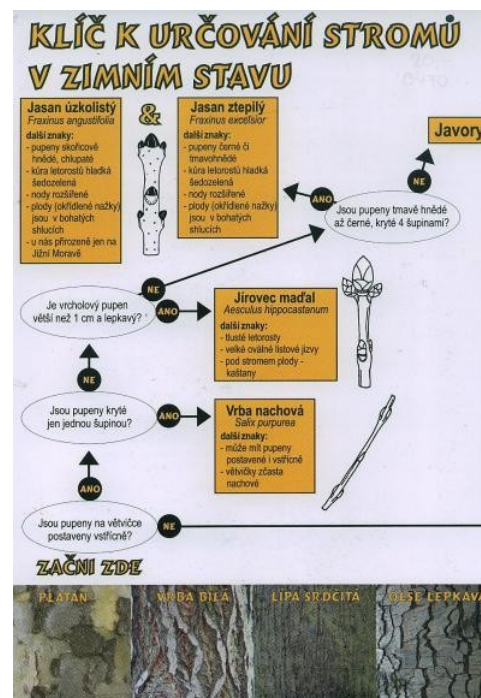 KLÍČ K URČOVÁNÍ STROMŮ
V ZIMNÍM STAVU
Jasan úzkolistý
Fraxinus angustifolia
další znaky:
- pupeny skořicově
hnědé, chlupaté
- kůra letorostů hladká
šedozelená
- nody rozšířené
- plody (okřídlené nažky)
jsou v bohatých
shlucích
- u nás přirozeně jen na
Jižní Moravě
&
Jasan ztepilý
Fraxinus excelsior
další znaky:
- pupeny černé či
tmavohnědé
- kůra letorostů hladká
šedozelená
- nody rozšířené
- plody (okřídlené nažky)
jsou v bohatých
shlucích
Javory
NE
ANO
Jsou pupeny tmavě hnědé
až černé, kryté 4 šupinami?
NE
Je vrcholový pupen
větší než 1 cm a lepkavý?
ANO
Jírovec maďal
Aesculus hippocastanum
další znaky:
- tlusté letorosty
- velké oválné listové jizvy
- pod stromem plody -
kaštany
NE
Jsou pupeny kryté
jen jednou šupinou?
ANO
Vrba nachová
Salix purpurea
další znaky:
- může mít pupeny
postavené i vstřícně
- větvičky zčásta
nachové
ANO
Jsou pupeny na větvičce
postaveny vstřícně?
NE
ZAČNI ZDE
PLATAN
VRBA BÍLÁ
LÍPA SRDČITÁ
OLŠE LEPKAVÁ